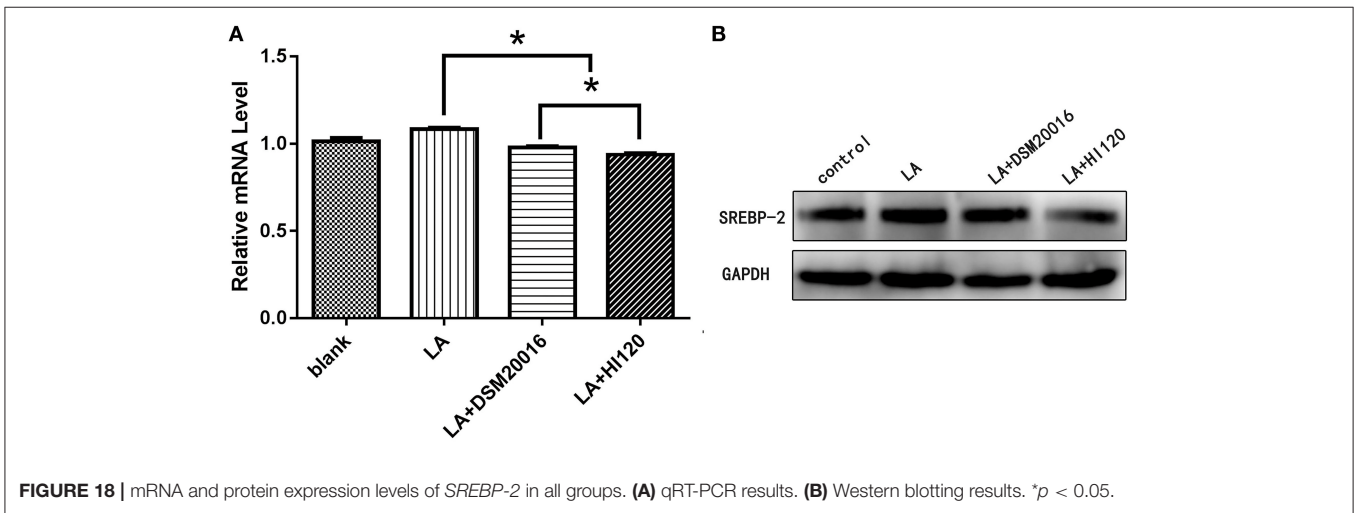 A
*
*
1.5
1.0
0.5
0.0
Relative mRNA Level
blank
LA
LA+DSM20016
LA+HI120
B
control
LA
LA+DSM20016
LA+HI120
SREBP-2
GAPDH
FIGURE 18 | mRNA and protein expression levels of SREBP-2 in all groups. (A) qRT-PCR results. (B) Western blotting results. *p < 0.05.